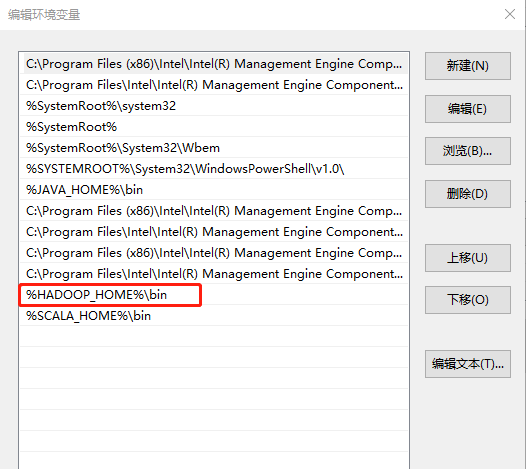 编辑环境变量
C:\Program Files (x86)\Intel\Intel(R) Management Engine Comp...
C:\Program Files\Intel\Intel(R) Management Engine Component...
%SystemRoot%\system32
%SystemRoot%
%SystemRoot%\System32\Wbem
%SYSTEMROOT%\System32\WindowsPowerShell\v1.0\
%JAVA_HOME%\bin
C:\Program Files (x86)\Intel\Intel(R) Management Engine Comp...
C:\Program Files\Intel\Intel(R) Management Engine Component...
C:\Program Files (x86)\Intel\Intel(R) Management Engine Comp...
C:\Program Files\Intel\Intel(R) Management Engine Component...
%HADOOP_HOME%\bin
%SCALA_HOME%\bin
新建(N)
编辑(E)
浏览(B)...
删除(D)
上移(U)
下移(O)
编辑文本(T)...